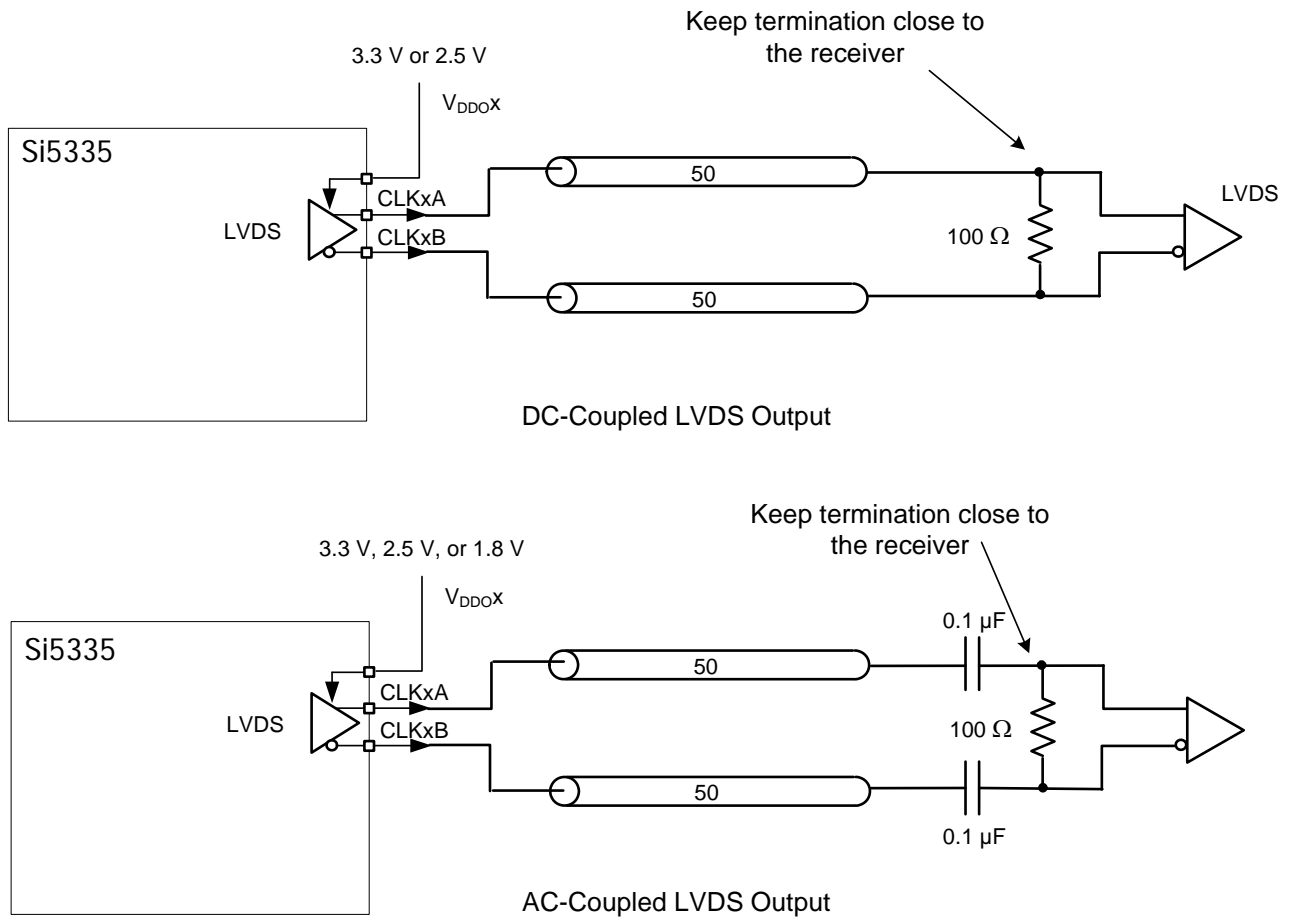 Keep termination close to
the receiver
3.3 V or 2.5 V
VDDOx
Si5335
LVDS
CLKxA
CLKxB
50
50
100 Ω
LVDS
DC-Coupled LVDS Output
Keep termination close to
the receiver
3.3 V, 2.5 V, or 1.8 V
VDDOx
Si5335
LVDS
CLKxA
CLKxB
50
50
0.1 µF
100 Ω
0.1 µF
AC-Coupled LVDS Output